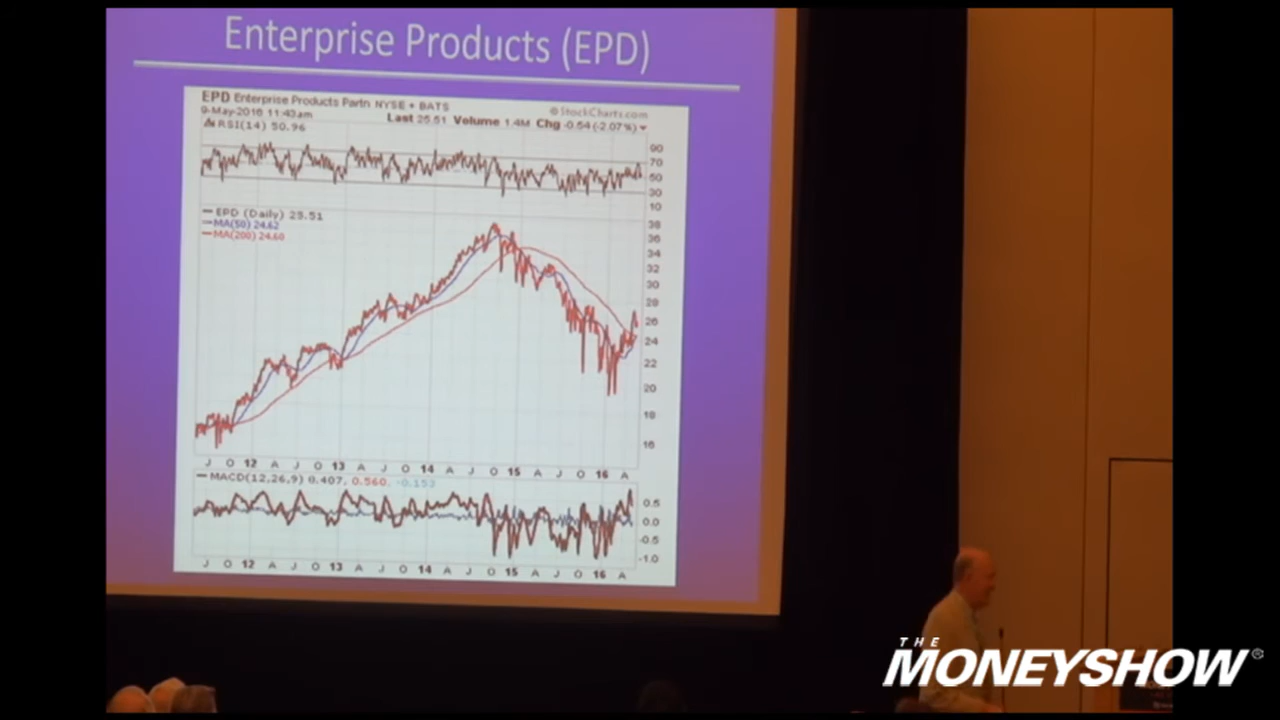 Enterprise Products (EPD)
EPD Enterprise Products Partn NYSE + BATS
© StockCharts.com
9-May-2016 11:43am
Last 25.51 Volume 1.4M Chg -0.54 (-2.07%)
RSI(14) 50.96
90
70
50
30
10
EPD (Daily) 25.51
MA(50) 24.62
MA(200) 24.60
38
36
34
32
30
28
26
24
22
20
18
16
J O 12 A J O 13 A J O 14 A J O 15 A J O 16 A
MACD(12,26,9) 0.407, 0.560, -0.153
0.5
0.0
-0.5
-1.0
J O 12 A J O 13 A J O 14 A J O 15 A J O 16 A
THE
MONEYSHOW®